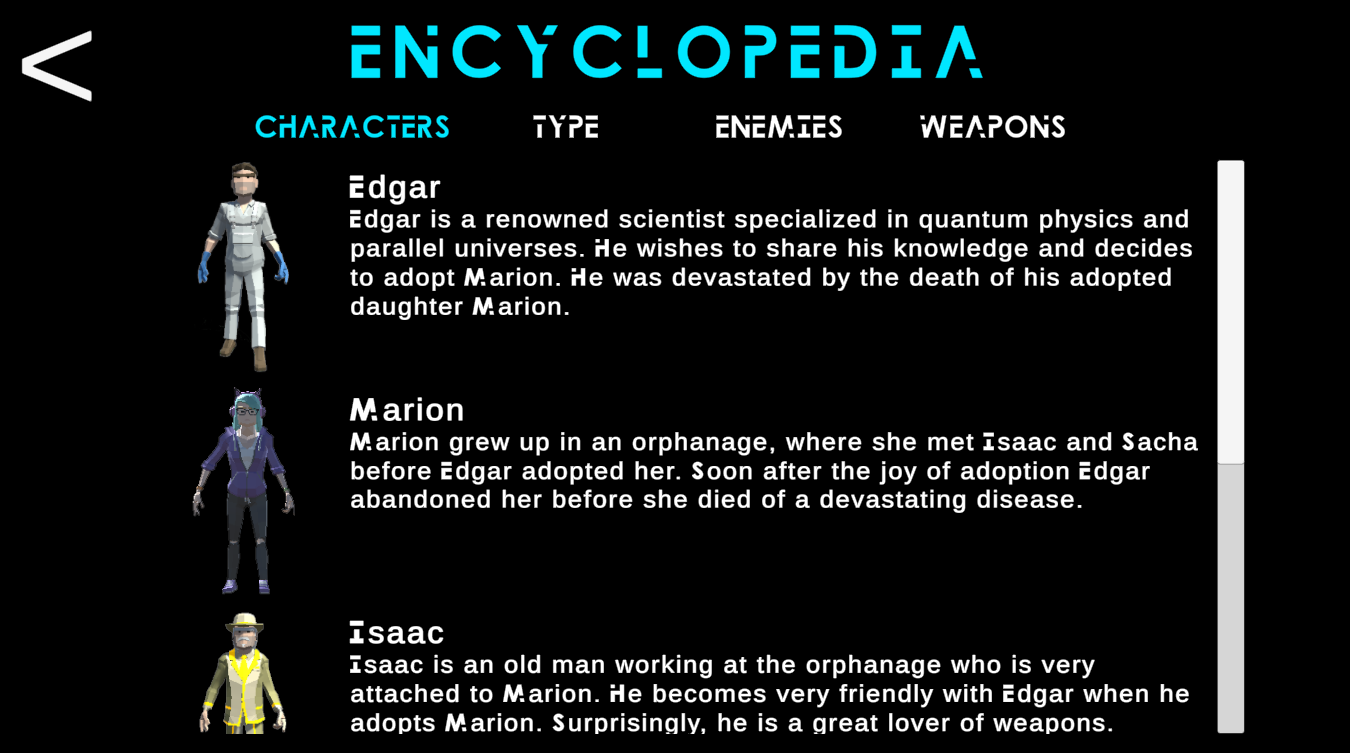 <
ENCYCLOPEDIA
CHARACTERS TYPE ENEMIES WEAPONS
Edgar
Edgar is a renowned scientist specialized in quantum physics and
parallel universes. He wishes to share his knowledge and decides
to adopt Marion. He was devastated by the death of his adopted
daughter Marion.
Marion
Marion grew up in an orphanage, where she met Isaac and Sacha
before Edgar adopted her. Soon after the joy of adoption Edgar
abandoned her before she died of a devastating disease.
Isaac
Isaac is an old man working at the orphanage who is very
attached to Marion. He becomes very friendly with Edgar when he
adopts Marion. Surprisingly, he is a great lover of weapons.